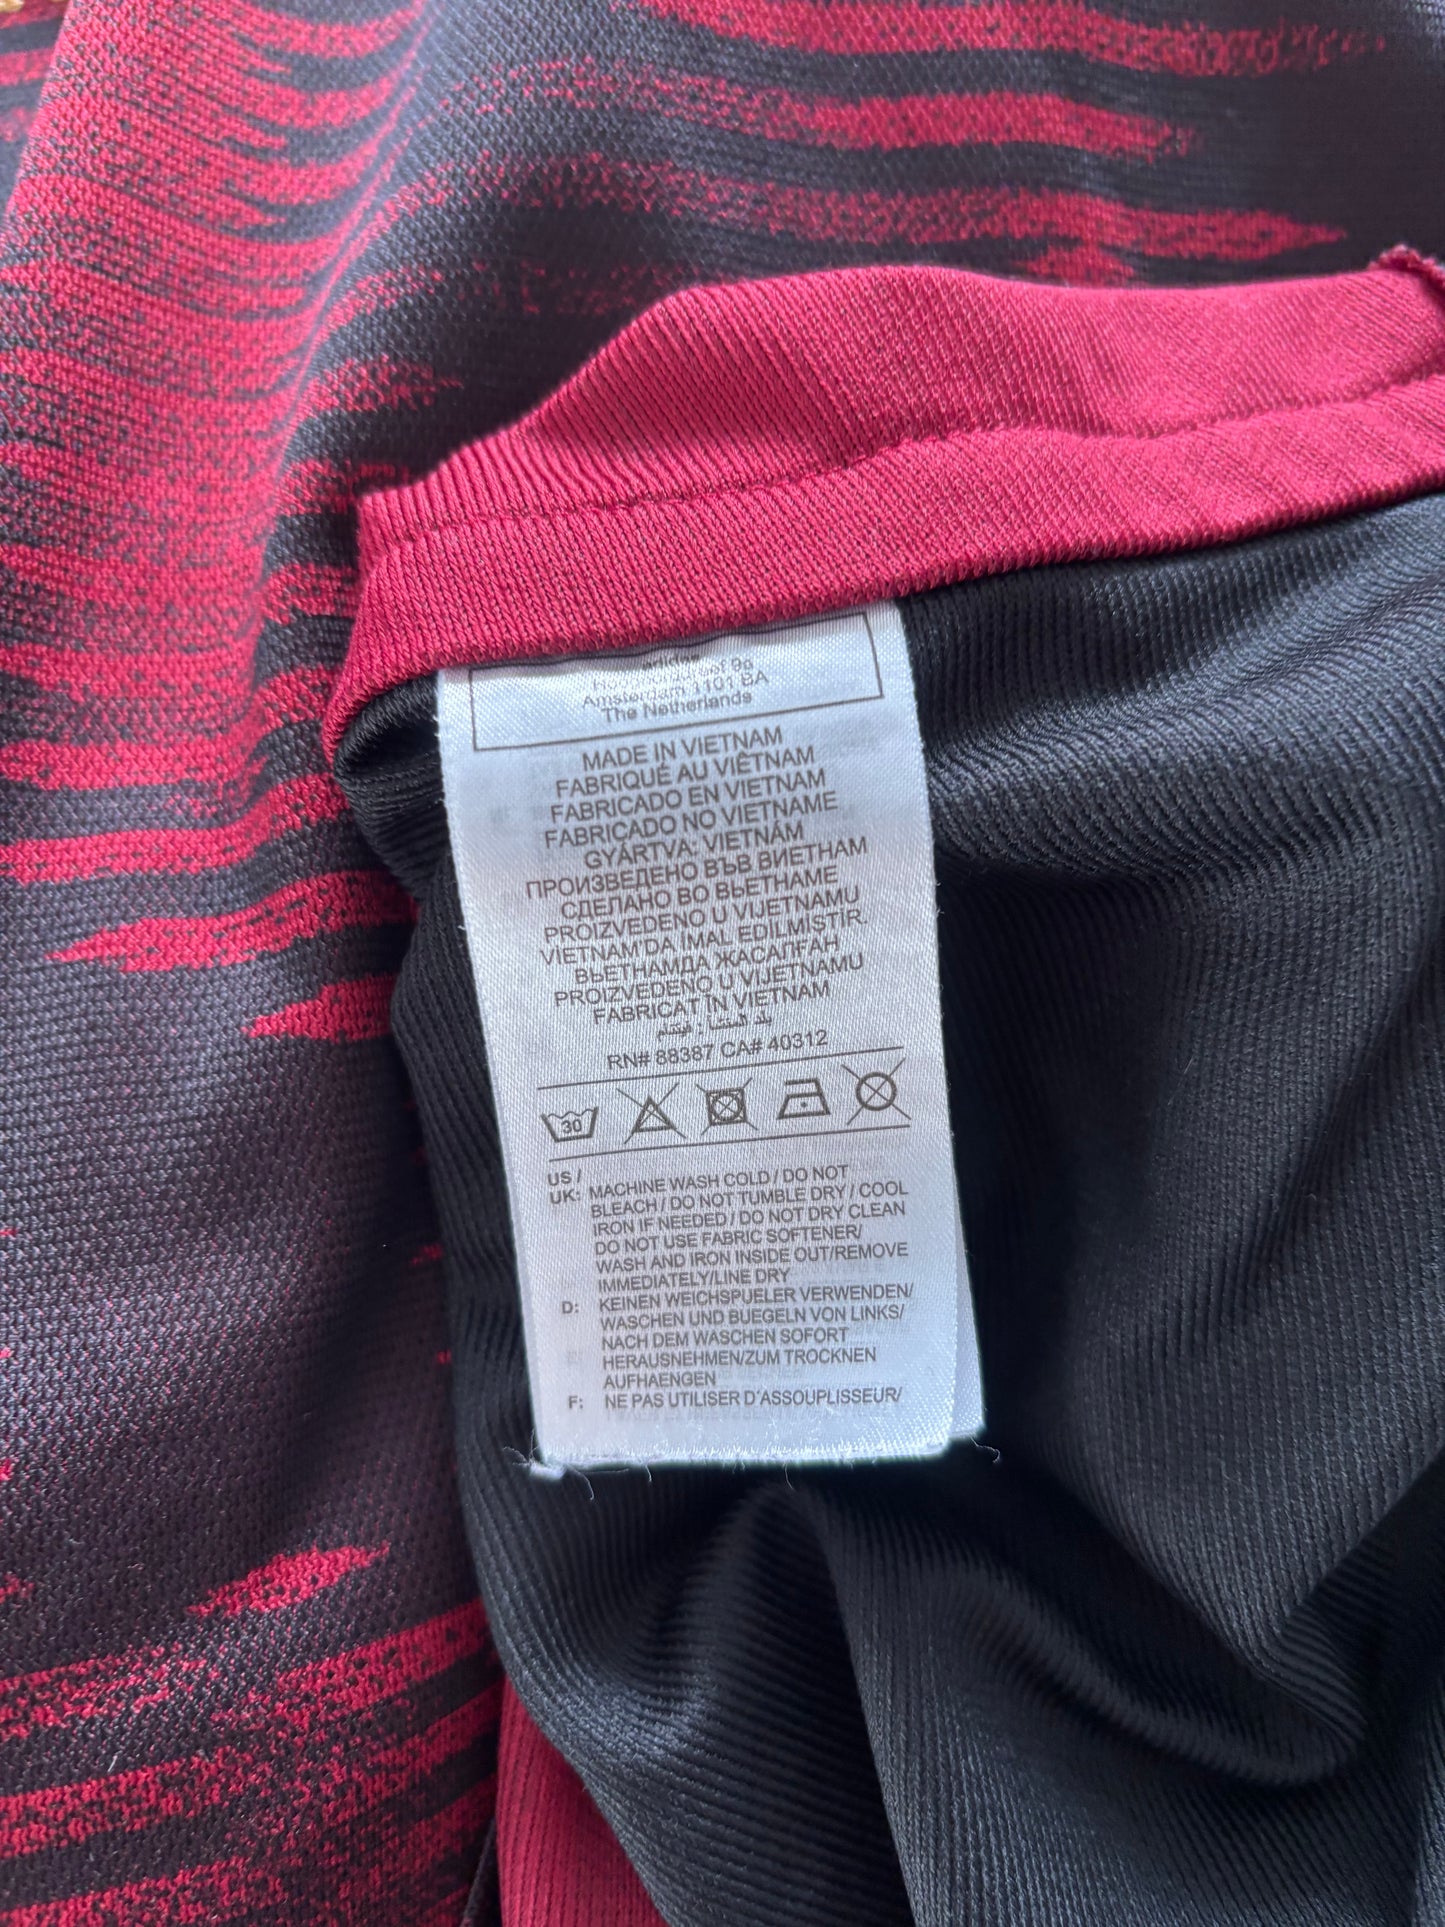 adidas
Amsterdam 1101 BA
The Netherlands
MADE IN VIETNAM
FABRIQUÉ AU VIÊTNAM
FABRICADO EN VIETNAM
FABRICADO NO VIETNAME
GYÁRTVA: VIETNÁM
ПРОИЗВЕДЕНО ВЪВ ВИЕТНАМ
СДЕЛАНО ВО ВЬЕТНАМЕ
PROIZVEDENO U VIJETNAMU
VIETNAM'DA İMAL EDİLMİŞTİR.
ВЬЕТНАМДА ЖАСАЛҒАН
PROIZVEDENO U VIJETNAMU
FABRICAT ÎN VIETNAM
بلد المنشأ : فيتنام
RN# 88387 CA# 40312
30
US /
UK: MACHINE WASH COLD / DO NOT
BLEACH / DO NOT TUMBLE DRY / COOL
IRON IF NEEDED / DO NOT DRY CLEAN
DO NOT USE FABRIC SOFTENER/
WASH AND IRON INSIDE OUT/REMOVE
IMMEDIATELY/LINE DRY
D: KEINEN WEICHSPUELER VERWENDEN/
WASCHEN UND BUEGELN VON LINKS/
NACH DEM WASCHEN SOFORT
HERAUSNEHMEN/ZUM TROCKNEN
AUFHAENGEN
F: NE PAS UTILISER D'ASSOUPLISSEUR/